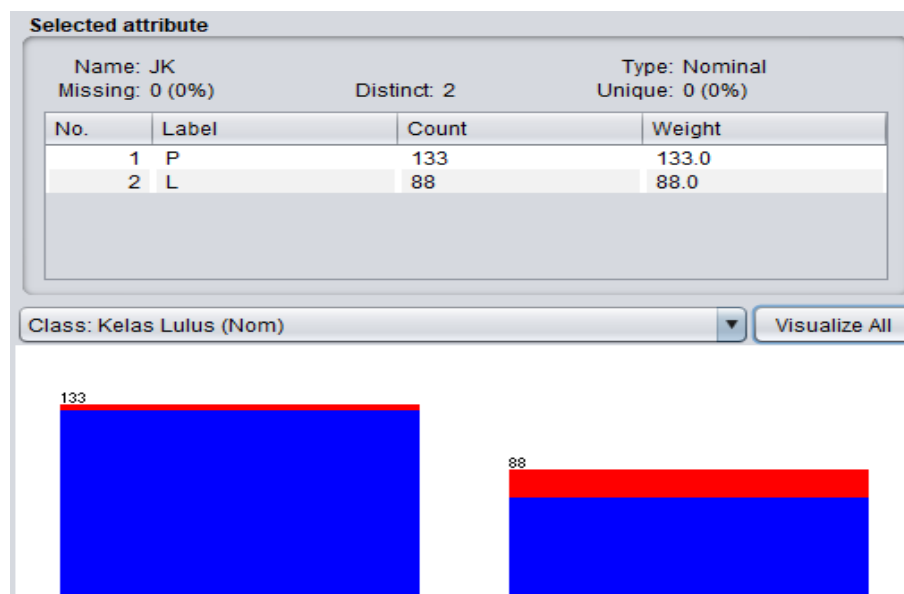 Selected attribute
Name: JK Type: Nominal
Missing: 0 (0%) Distinct: 2 Unique: 0 (0%)
No. Label Count Weight
1 P 133 133.0
2 L 88 88.0
Class: Kelas Lulus (Nom) Visualize All
133
88